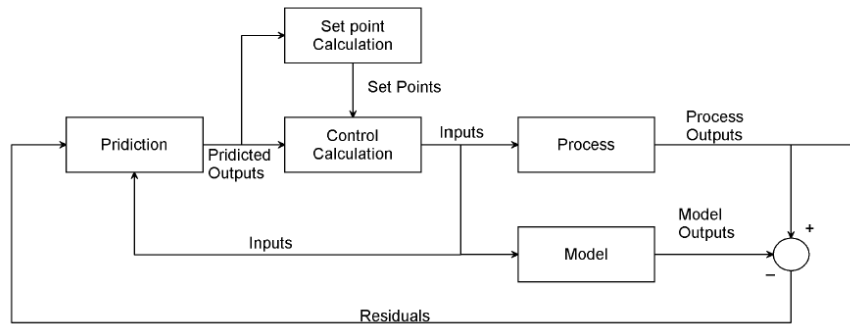 Set point
Calculation
Set Points
Pridiction
Pridicted
Outputs
Control
Calculation
Inputs
Process
Process
Outputs
Inputs
Model
Model
Outputs
+
−
Residuals